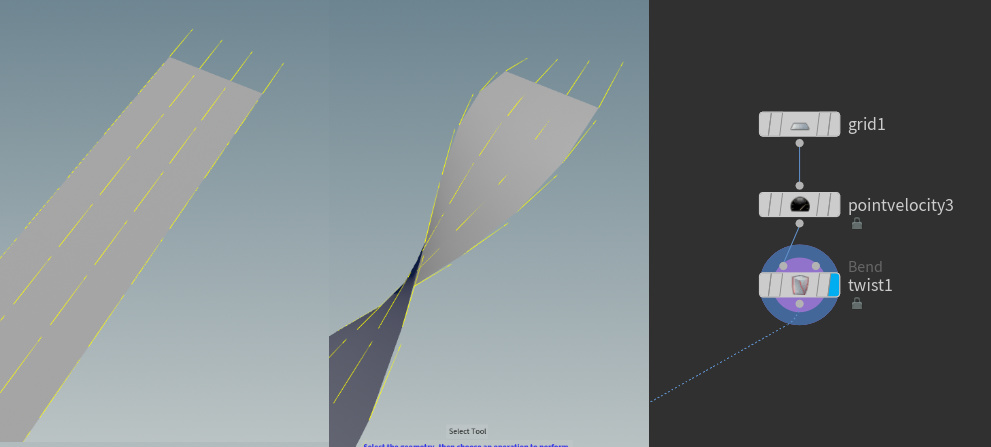 grid1
pointvelocity3
Bend
twist1
Select Tool
Select the geometry, then choose an operation to perform